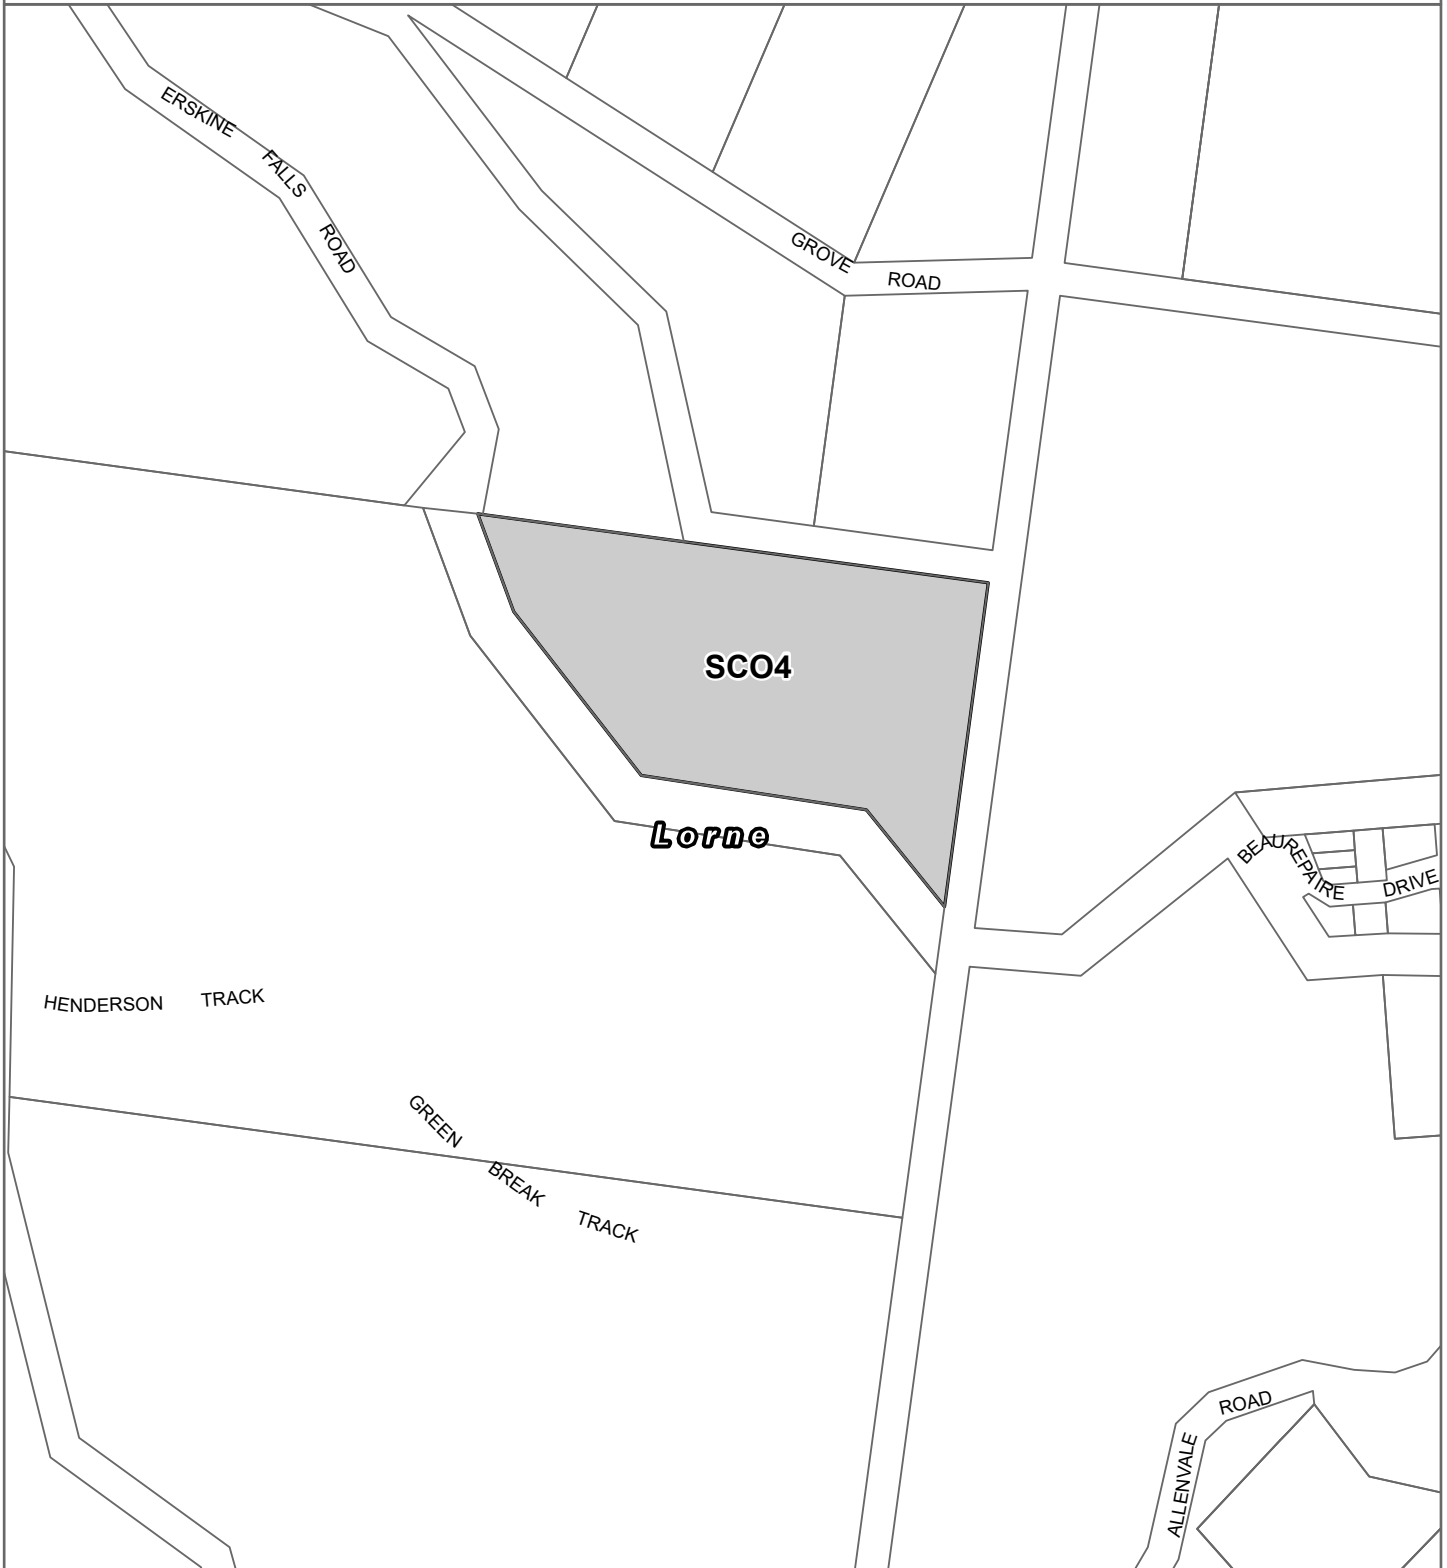 ERSKINE
FALLS
ROAD
GROVE
ROAD
SCO4
Lorne
BEAUREPAIRE
DRIVE
HENDERSON TRACK
GREEN
BREAK
TRACK
ROAD
ALLENVALE